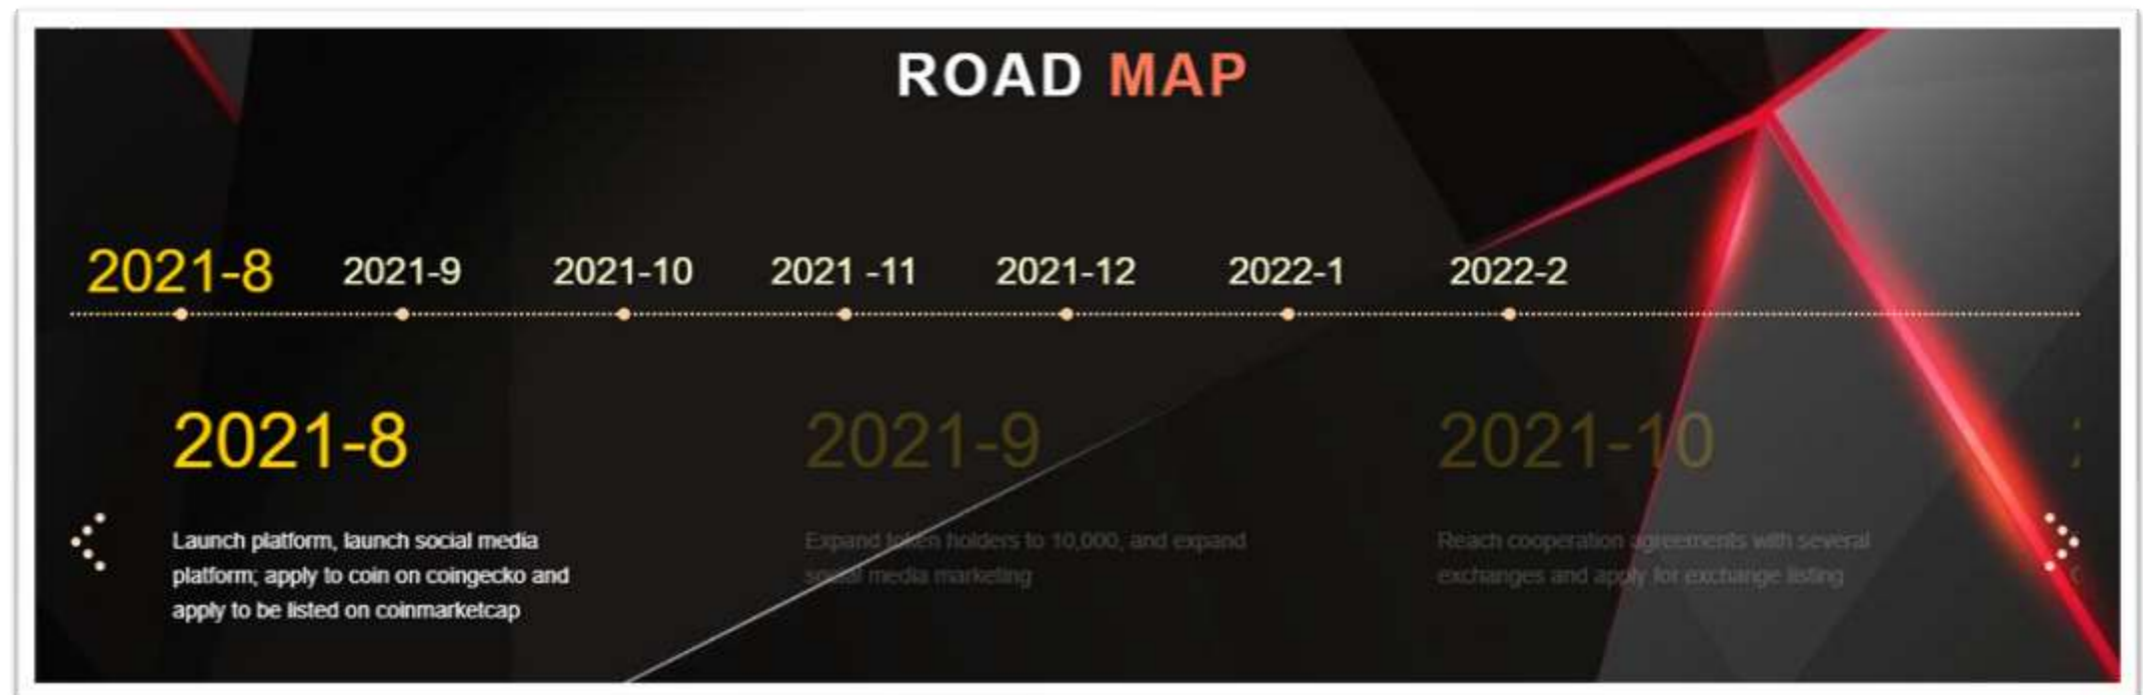 ROAD MAP
2021-8 2021-9 2021-10 2021 -11 2021-12 2022-1 2022-2
2021-8 2021-9 2021-10
Launch platform, launch social media
platform; apply to coin on coingecko and
apply to be listed on coinmarketcap
Expand token holders to 10,000, and expand
social media marketing
Reach cooperation agreements with several
exchanges and apply for exchange listing